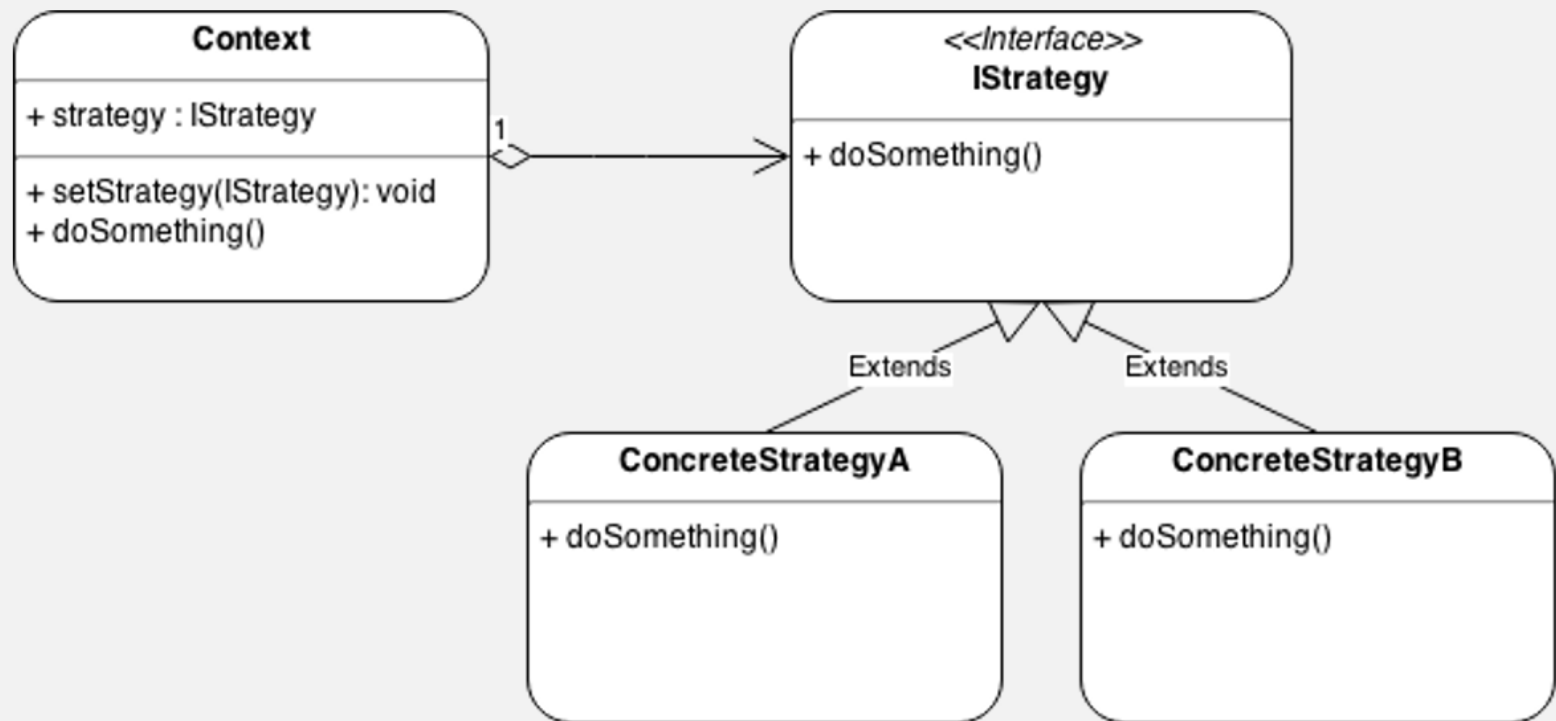 Context
+ strategy : IStrategy
+ setStrategy(IStrategy): void
+ doSomething()
1
<<Interface>>
IStrategy
+ doSomething()
Extends
Extends
ConcreteStrategyA
+ doSomething()
ConcreteStrategyB
+ doSomething()